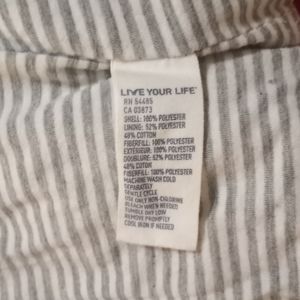 LIVE YOUR LIFE
RN 54485
CA 03873
SHELL: 100% POLYESTER
LINING: 52% POLYESTER
48% COTTON
FIBERFILL: 100% POLYESTER
EXTERIEUR: 100% POLYESTER
DOUBLURE: 52% POLYESTER
48% COTON
FIBERFILL: 100% POLYESTER
MACHINE WASH COLD
SEPARATELY
GENTLE CYCLE
USE ONLY NON-CHLORINE
BLEACH WHEN NEEDED
TUMBLE DRY LOW
REMOVE PROMPTLY
COOL IRON IF NEEDED